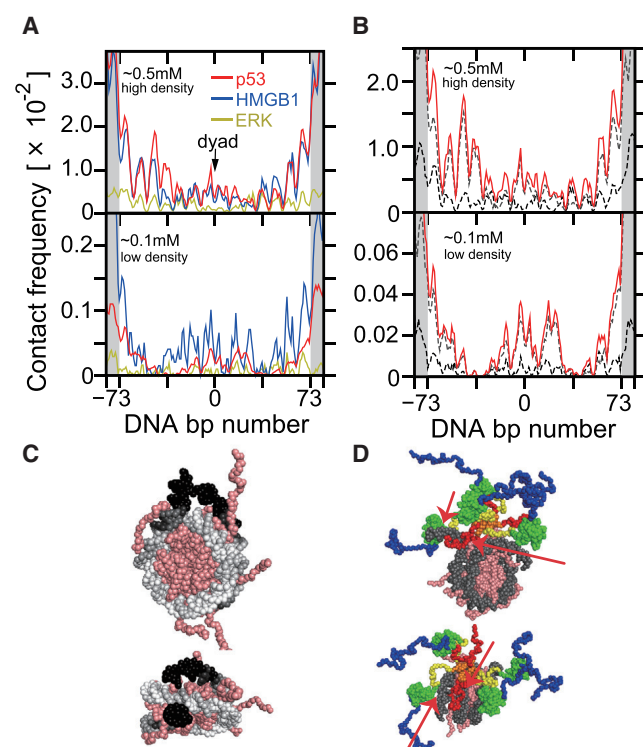 A
B
Contact frequency [ × 10⁻² ]
3.0
2.0
1.0
0
~0.5mM
high density
p53
HMGB1
ERK
dyad
0.2
0.1
0
~0.1mM
low density
−73 0 73
DNA bp number
2.0
1.0
0
~0.5mM
high density
0.06
0.04
0.02
0
~0.1mM
low density
−73 0 73
DNA bp number
C
D